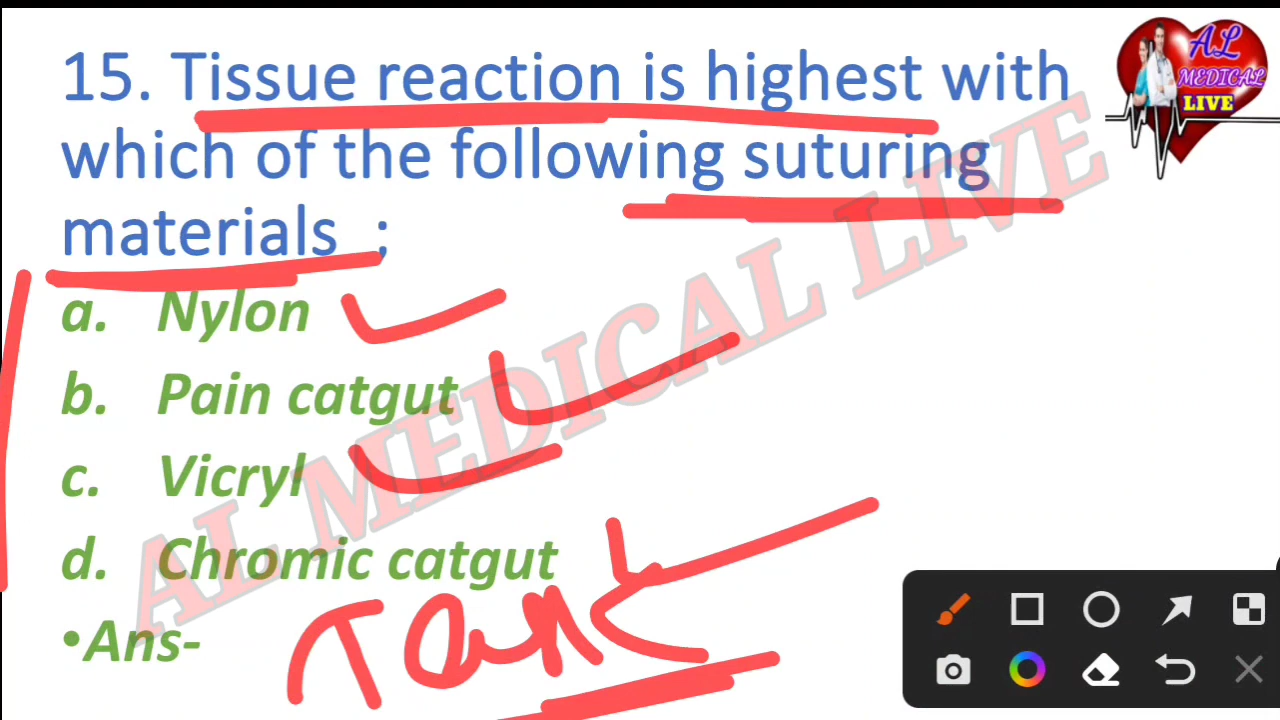 15. Tissue reaction is highest with
which of the following suturing
materials :
a. Nylon
b. Pain catgut
c. Vicryl
d. Chromic catgut
•Ans-
AL MEDICAL LIVE
AL
MEDICAL
LIVE